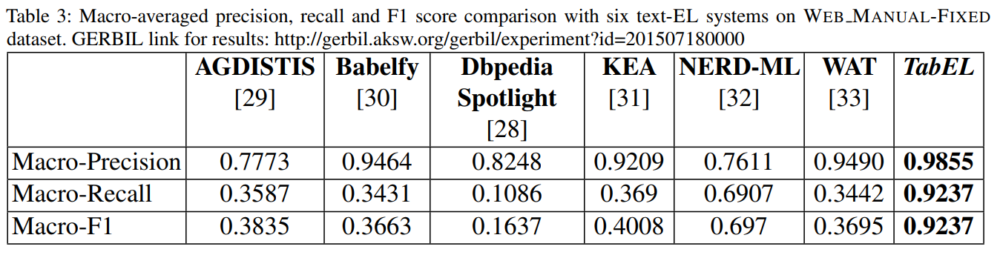 Table 3: Macro-averaged precision, recall and F1 score comparison with six text-EL systems on WEB_MANUAL-FIXED
dataset. GERBIL link for results: http://gerbil.aksw.org/gerbil/experiment?id=201507180000
AGDISTIS [29] Babelfy [30] Dbpedia Spotlight [28] KEA [31] NERD-ML [32] WAT [33] TabEL
Macro-Precision 0.7773 0.9464 0.8248 0.9209 0.7611 0.9490 0.9855
Macro-Recall 0.3587 0.3431 0.1086 0.369 0.6907 0.3442 0.9237
Macro-F1 0.3835 0.3663 0.1637 0.4008 0.697 0.3695 0.9237